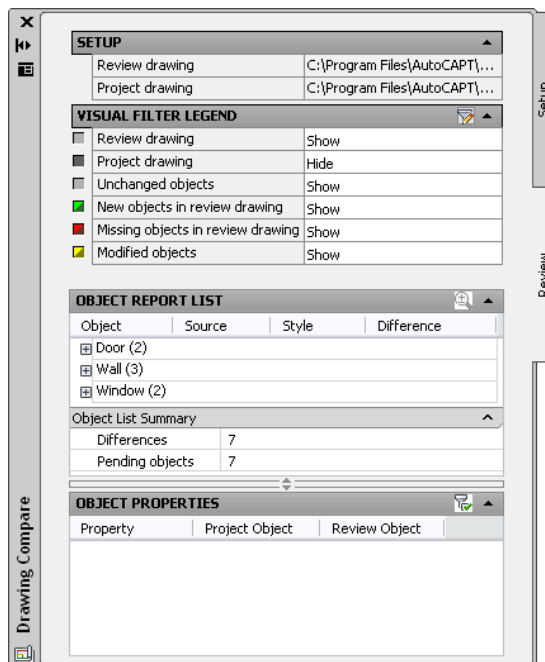 SETUP
Review drawing C:\Program Files\AutoCAPT\...
Project drawing C:\Program Files\AutoCAPT\...
VISUAL FILTER LEGEND
Review drawing Show
Project drawing Hide
Unchanged objects Show
New objects in review drawing Show
Missing objects in review drawing Show
Modified objects Show
OBJECT REPORT LIST
Object Source Style Difference
Door (2)
Wall (3)
Window (2)
Object List Summary
Differences 7
Pending objects 7
OBJECT PROPERTIES
Property Project Object Review Object
Drawing Compare
Setup
Review